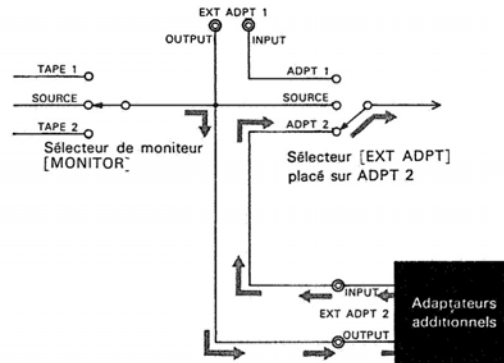 EXT ADPT 1
OUTPUT
INPUT
TAPE 1
ADPT 1
SOURCE
SOURCE
TAPE 2
ADPT 2
Sélecteur de moniteur
[MONITOR]
Sélecteur [EXT ADPT]
placé sur ADPT 2
INPUT
EXT ADPT 2
OUTPUT
Adaptateurs
additionnels